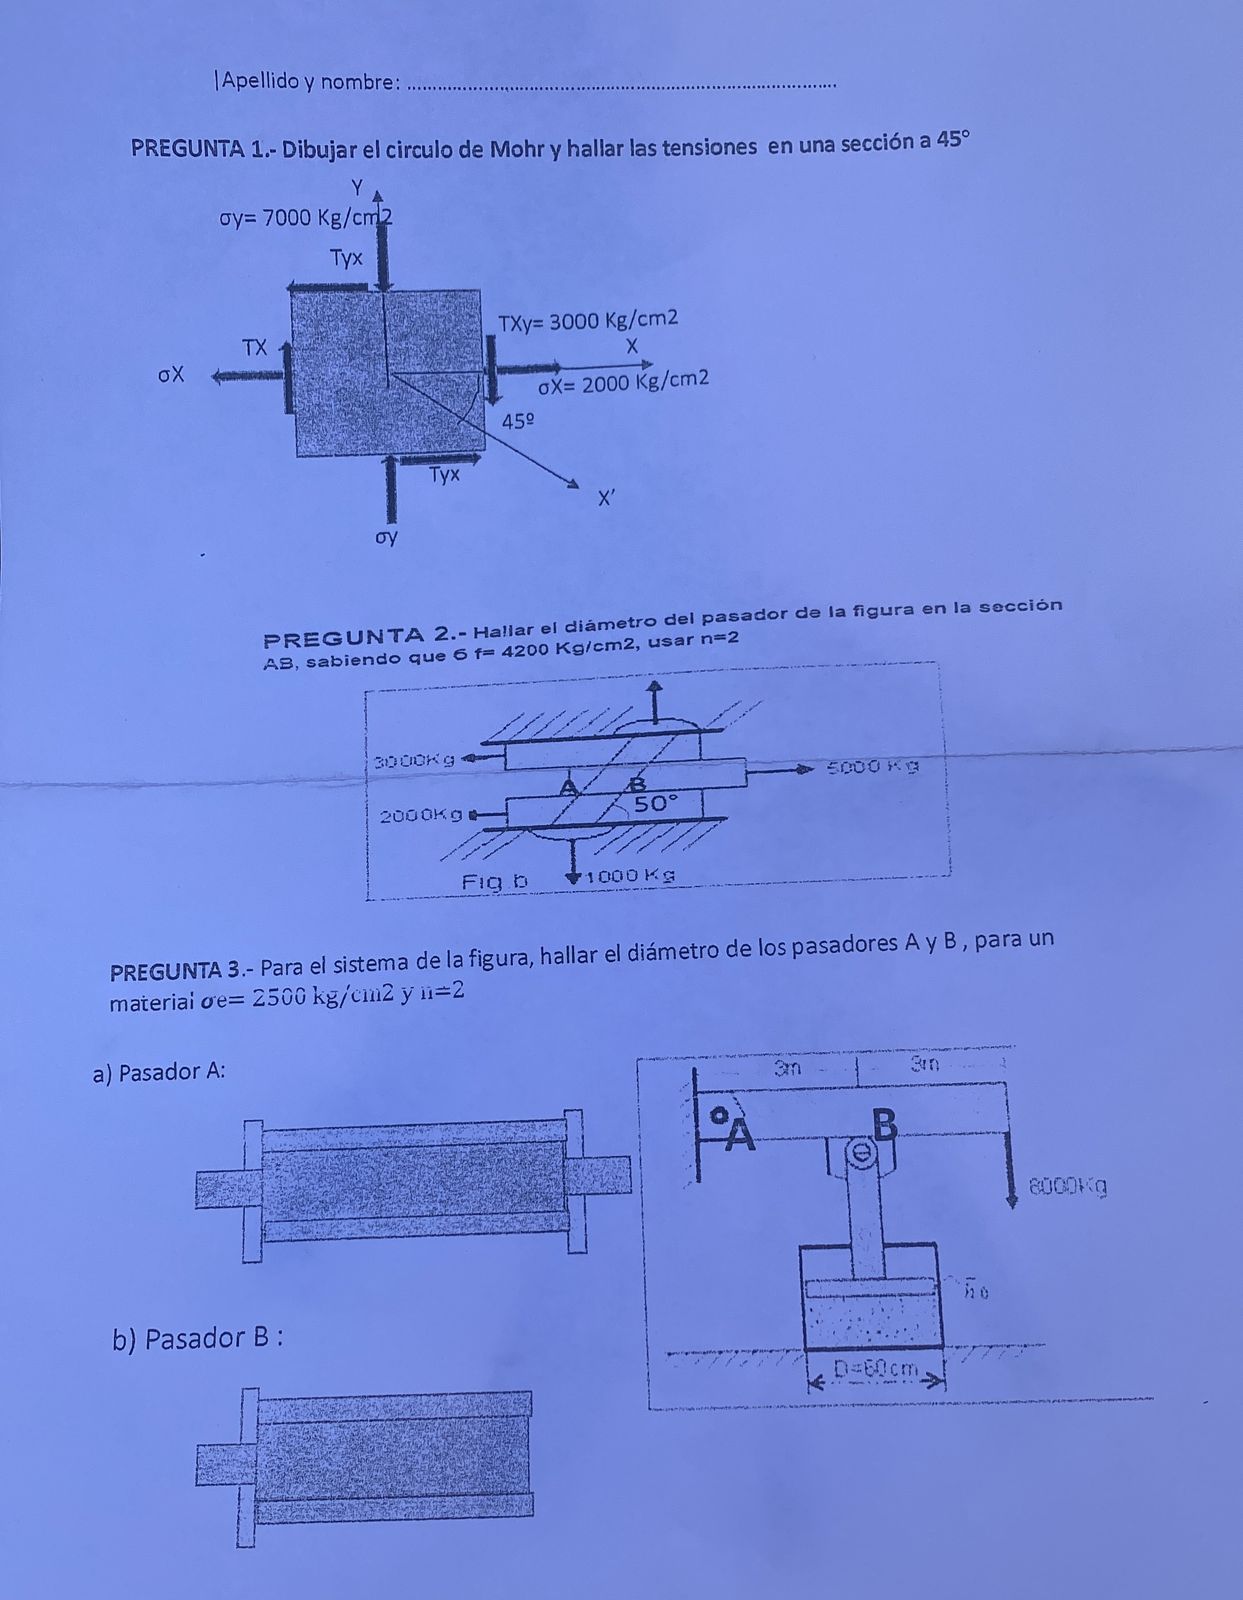 Apellido y nombre: ........................................................................
PREGUNTA 1.- Dibujar el circulo de Mohr y hallar las tensiones en una sección a 45°
Y
σy= 7000 Kg/cm2
Tyx
TXy= 3000 Kg/cm2
TX
X
σX
σX= 2000 Kg/cm2
45º
Tyx
X'
σy
PREGUNTA 2.- Hallar el diámetro del pasador de la figura en la sección
AB, sabiendo que 6 f= 4200 Kg/cm2, usar n=2
3000Kg
5000 Kg
A B
2000Kg
50°
Fig b
1000 Kg
PREGUNTA 3.- Para el sistema de la figura, hallar el diámetro de los pasadores A y B , para un
material σe= 2500 kg/cm2 y n=2
a) Pasador A:
3m 3m
A B
8000Kg
b) Pasador B :
D=60cm